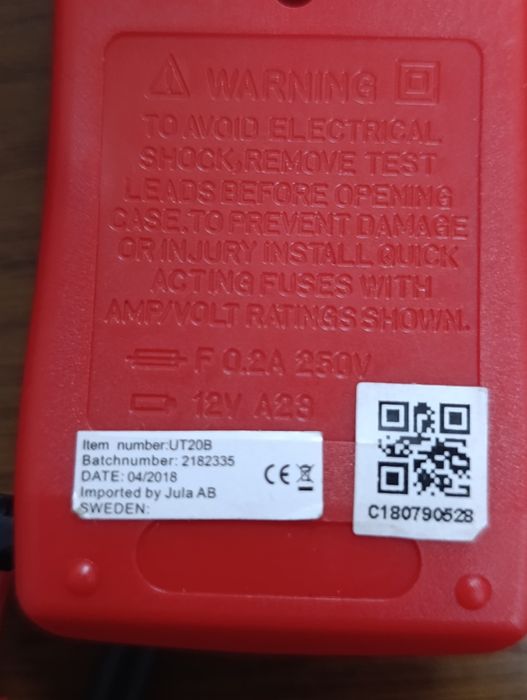 WARNING
TO AVOID ELECTRICAL
SHOCK,REMOVE TEST
LEADS BEFORE OPENING
CASE.TO PREVENT DAMAGE
OR INJURY INSTALL QUICK
ACTING FUSES WITH
AMP/VOLT RATINGS SHOWN.
F 0.2A 250V
12V A23
Item number:UT20B
Batchnumber: 2182335
DATE: 04/2018
Imported by Jula AB
SWEDEN:
CE
C180790528